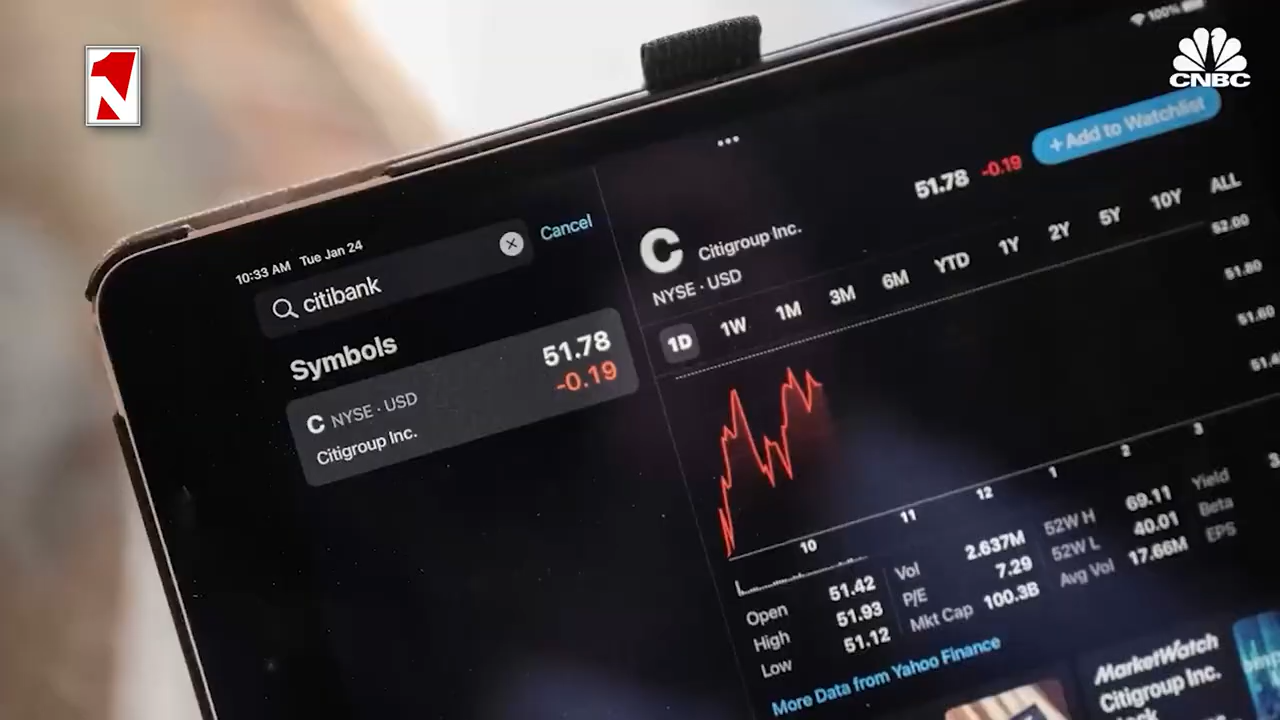 1N
CNBC
100%
+ Add to Watchlist
•••
51.78 -0.19
10:33 AM Tue Jan 24
citibank
Cancel
Symbols
C NYSE · USD
51.78
-0.19
Citigroup Inc.
C Citigroup Inc.
NYSE · USD
1D 1W 1M 3M 6M YTD 1Y 2Y 5Y 10Y ALL
52.00
51.80
51.60
10 11 12 1 2 3
Open 51.42
High 51.93
Low 51.12
Vol 2.637M
P/E 7.29
Mkt Cap 100.3B
52W H 69.11
52W L 40.01
Avg Vol 17.66M
Yield
Beta
EPS
More Data from Yahoo Finance
MarketWatch
Citigroup Inc.